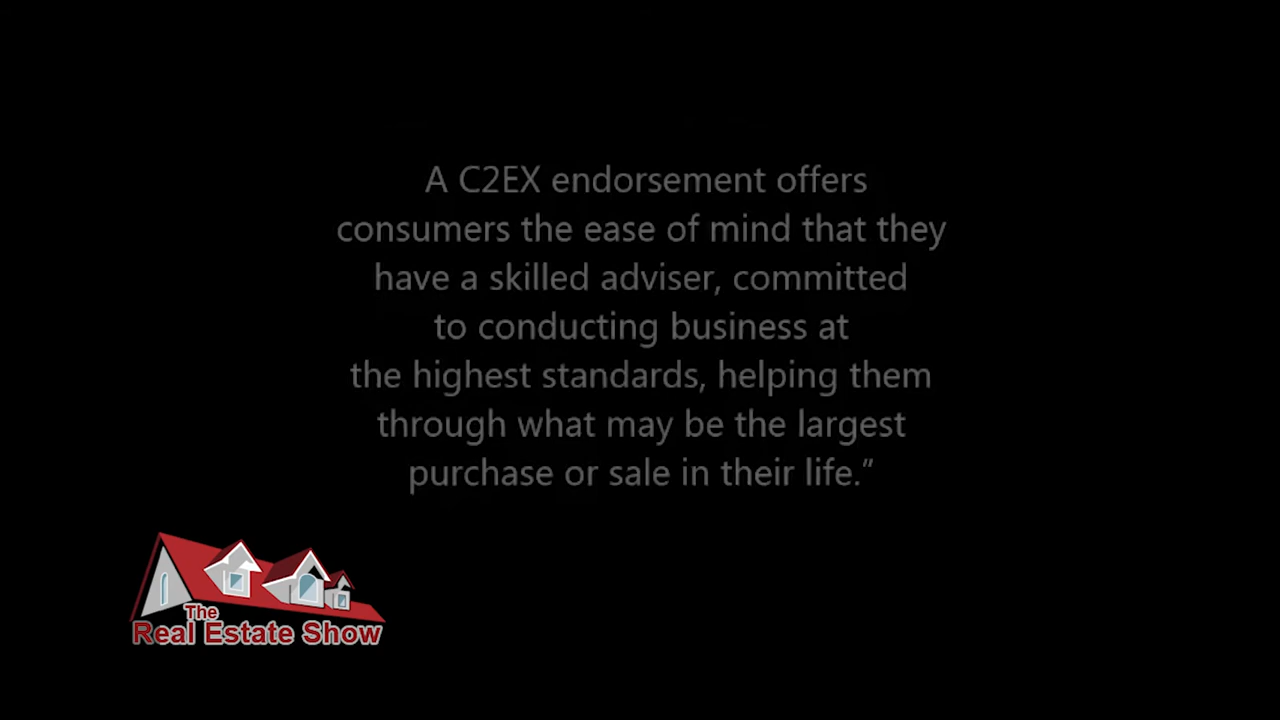 A C2EX endorsement offers
consumers the ease of mind that they
have a skilled adviser, committed
to conducting business at
the highest standards, helping them
through what may be the largest
purchase or sale in their life.”
The
Real Estate Show